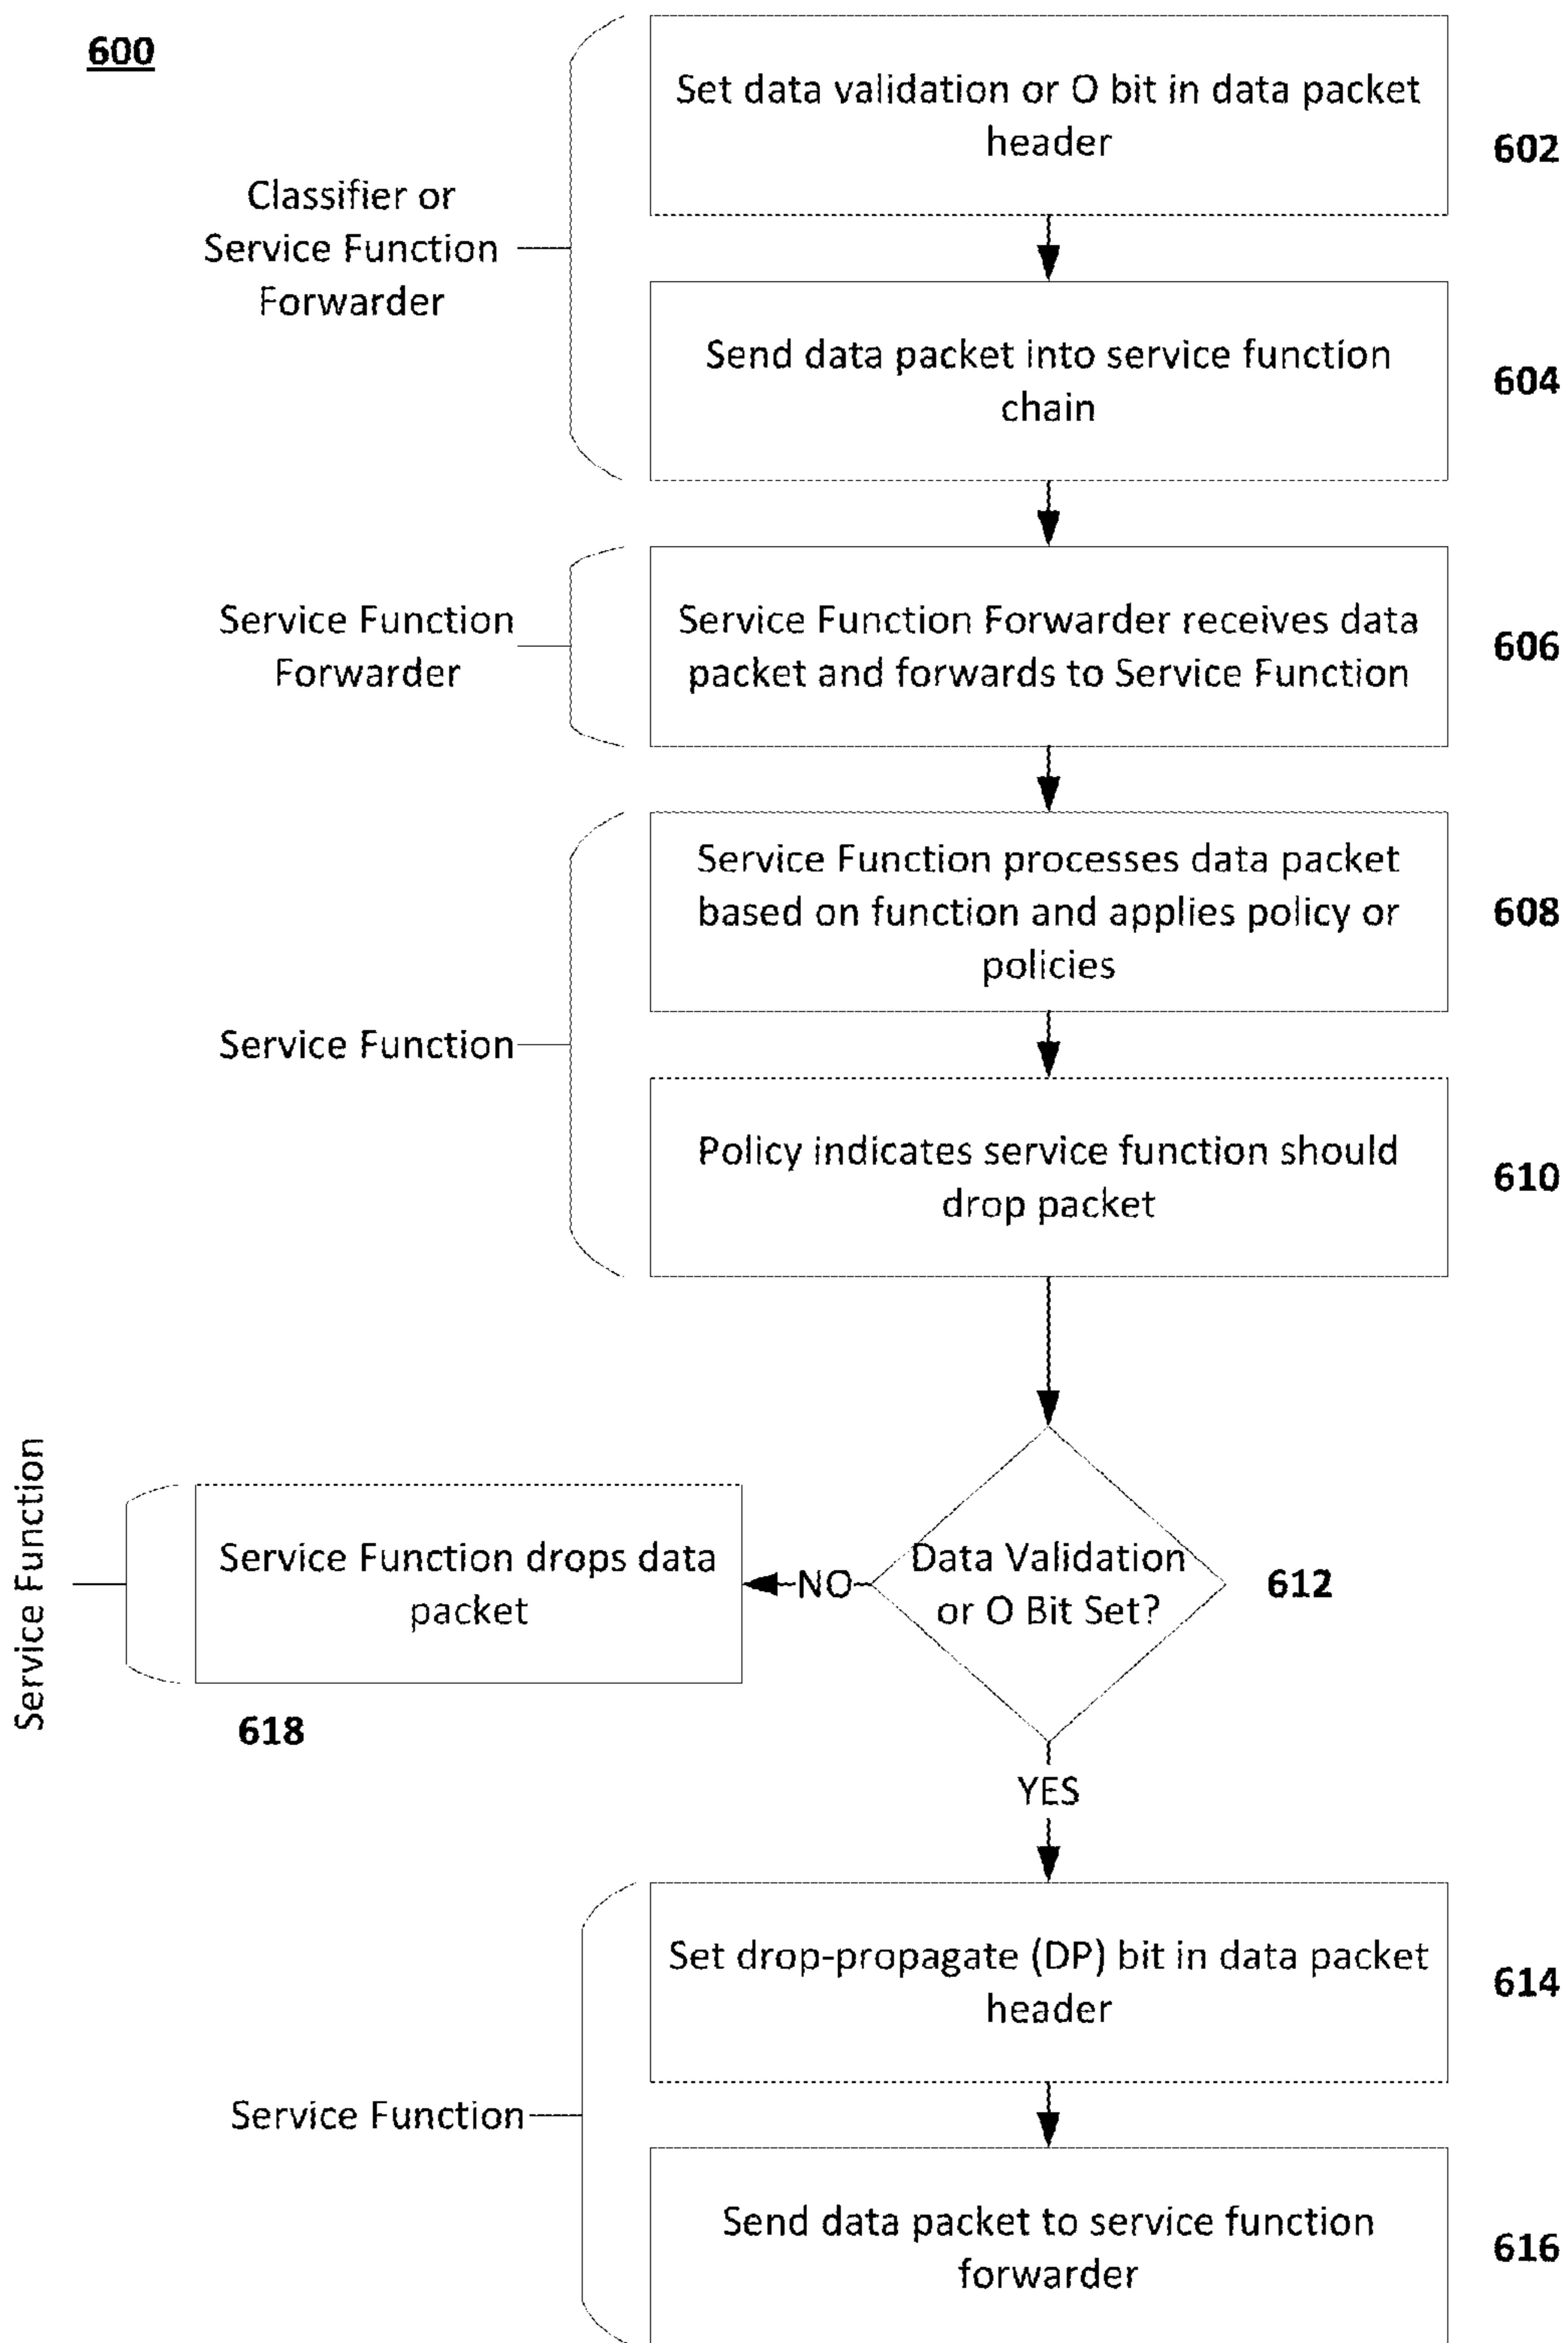 600
Set data validation or O bit in data packet
header
602
Classifier or
Service Function
Forwarder
Send data packet into service function
chain
604
Service Function
Forwarder
Service Function Forwarder receives data
packet and forwards to Service Function
606
Service Function processes data packet
based on function and applies policy or
policies
608
Service Function
Policy indicates service function should
drop packet
610
Service Function
Service Function drops data
packet
618
NO
Data Validation
or O Bit Set?
612
YES
Set drop-propagate (DP) bit in data packet
header
614
Service Function
Send data packet to service function
forwarder
616